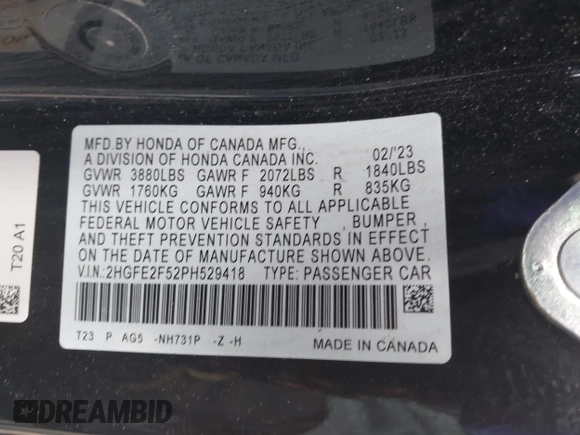 MFD.BY HONDA OF CANADA MFG.,
A DIVISION OF HONDA CANADA INC. 02/'23
GVWR 3880LBS GAWR F 2072LBS R 1840LBS
GVWR 1760KG GAWR F 940KG R 835KG
THIS VEHICLE CONFORMS TO ALL APPLICABLE
FEDERAL MOTOR VEHICLE SAFETY , BUMPER ,
AND THEFT PREVENTION STANDARDS IN EFFECT
ON THE DATE OF MANUFACTURE SHOWN ABOVE.
V.I.N.: 2HGFE2F52PH529418 TYPE: PASSENGER CAR
T23 P AG5 -NH731P -Z -H
MADE IN CANADA
T20 A1
DREAMBID